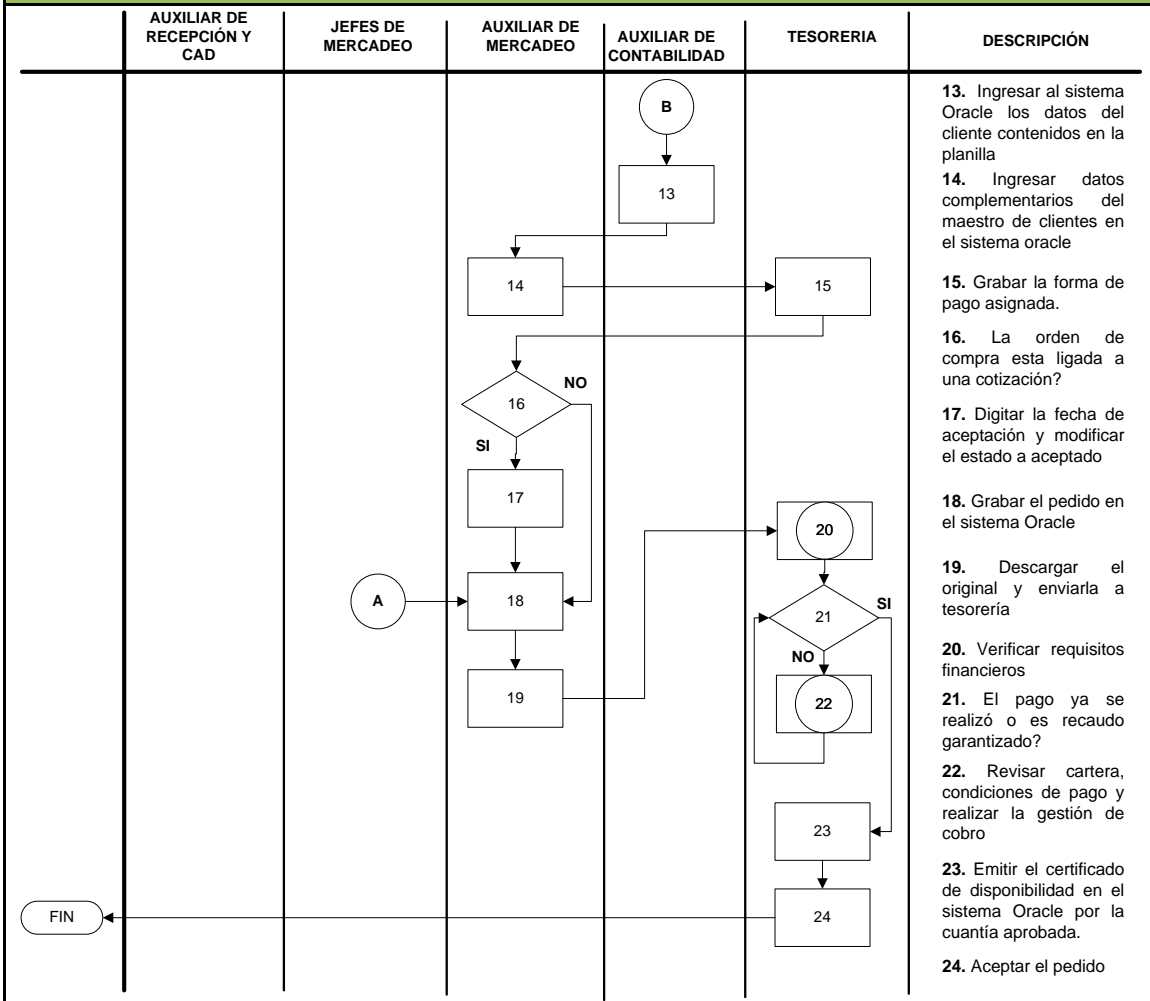 AUXILIAR DE
RECEPCIÓN Y
CAD
JEFES DE
MERCADEO
AUXILIAR DE
MERCADEO
AUXILIAR DE
CONTABILIDAD
TESORERIA
DESCRIPCIÓN
B
13
14
15
16
NO
SI
17
A
18
19
20
21
SI
NO
22
23
24
FIN
13. Ingresar al sistema
Oracle los datos del
cliente contenidos en la
planilla
14. Ingresar datos
complementarios del
maestro de clientes en
el sistema oracle
15. Grabar la forma de
pago asignada.
16. La orden de
compra esta ligada a
una cotización?
17. Digitar la fecha de
aceptación y modificar
el estado a aceptado
18. Grabar el pedido en
el sistema Oracle
19. Descargar el
original y enviarla a
tesorería
20. Verificar requisitos
financieros
21. El pago ya se
realizó o es recaudo
garantizado?
22. Revisar cartera,
condiciones de pago y
realizar la gestión de
cobro
23. Emitir el certificado
de disponibilidad en el
sistema Oracle por la
cuantía aprobada.
24. Aceptar el pedido